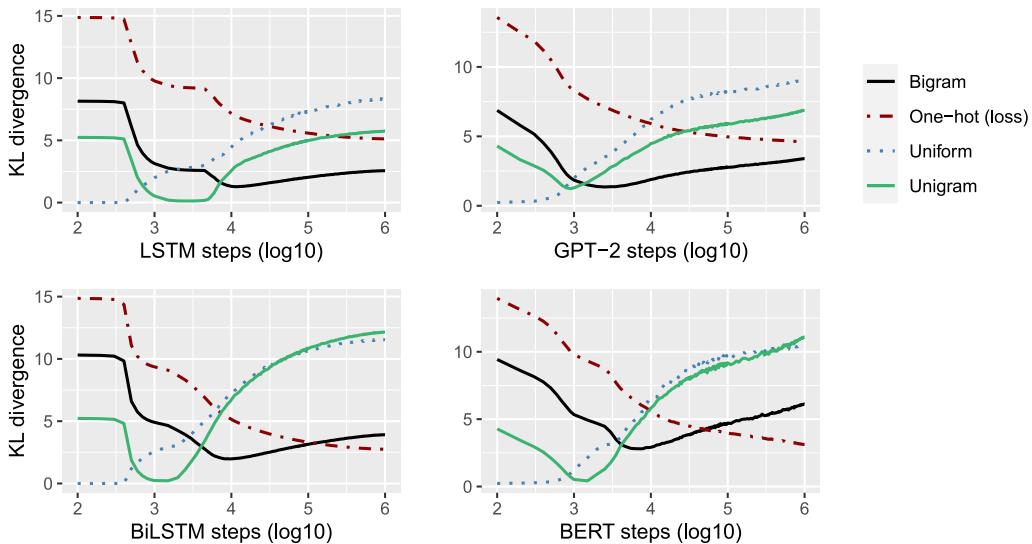 KL divergence
15
10
5
0
2 3 4 5 6
LSTM steps (log10)
10
5
0
2 3 4 5 6
GPT−2 steps (log10)
Bigram
One−hot (loss)
Uniform
Unigram
KL divergence
15
10
5
0
2 3 4 5 6
BiLSTM steps (log10)
10
5
0
2 3 4 5 6
BERT steps (log10)